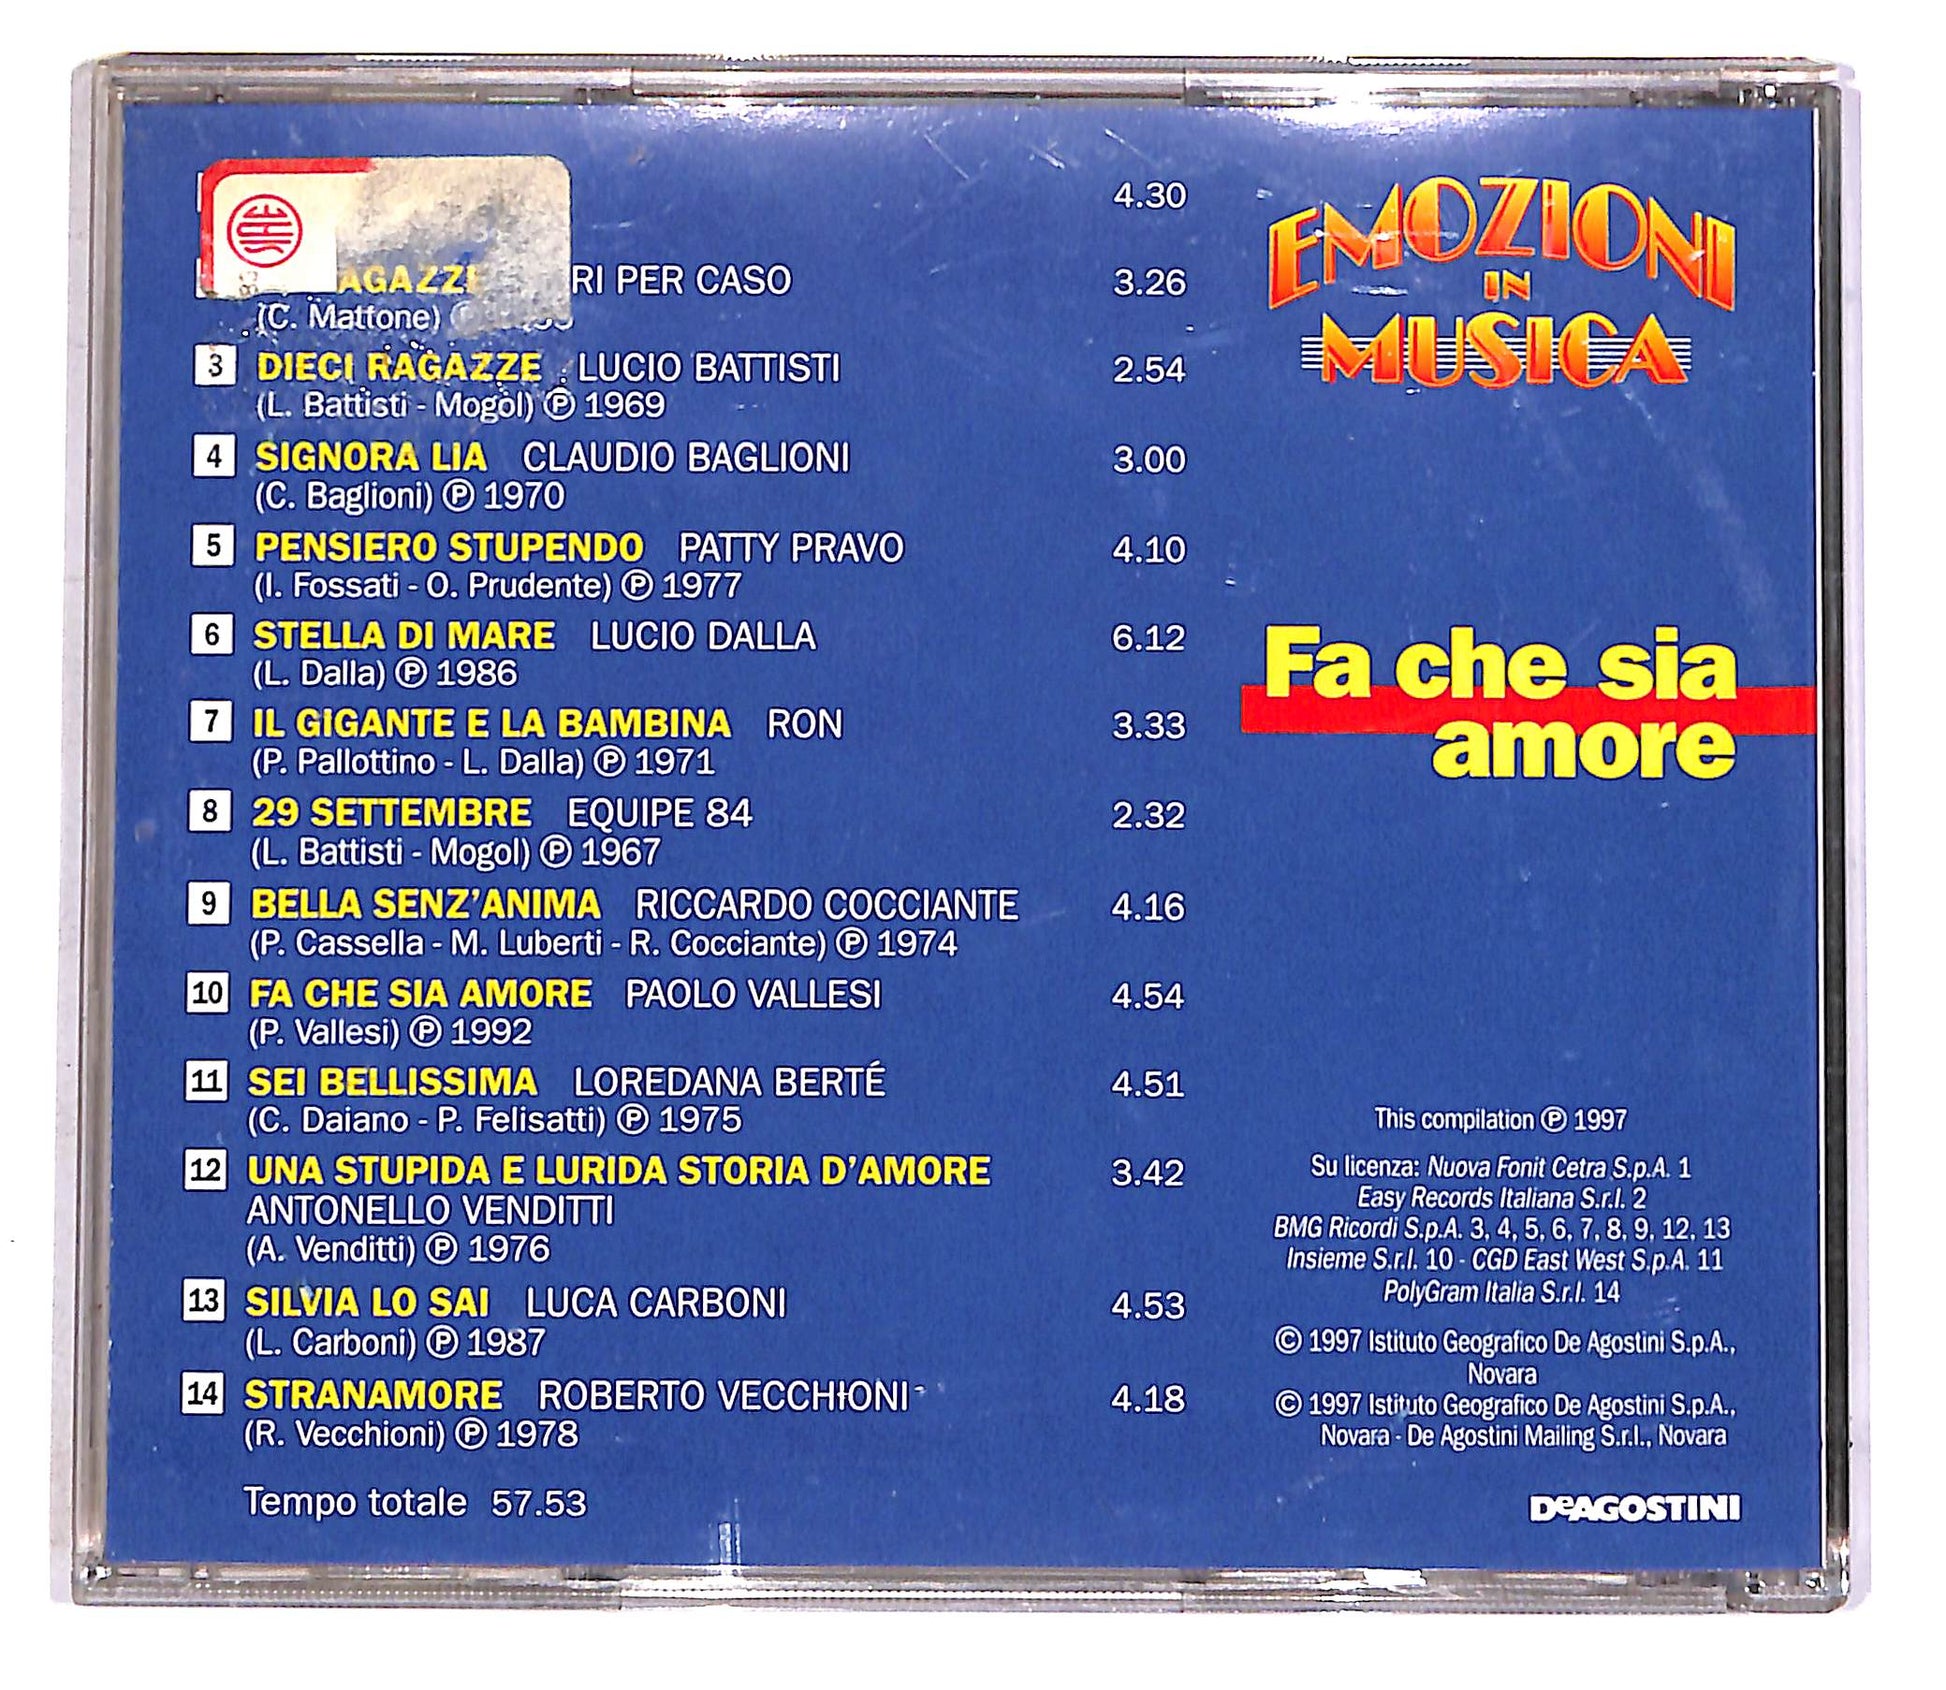 SIAE
4.30
RI PER CASO 3.26
(C. Mattone)
3 DIECI RAGAZZE LUCIO BATTISTI 2.54
(L. Battisti - Mogol) ℗ 1969
4 SIGNORA LIA CLAUDIO BAGLIONI 3.00
(C. Baglioni) ℗ 1970
5 PENSIERO STUPENDO PATTY PRAVO 4.10
(I. Fossati - O. Prudente) ℗ 1977
6 STELLA DI MARE LUCIO DALLA 6.12
(L. Dalla) ℗ 1986
7 IL GIGANTE E LA BAMBINA RON 3.33
(P. Pallottino - L. Dalla) ℗ 1971
8 29 SETTEMBRE EQUIPE 84 2.32
(L. Battisti - Mogol) ℗ 1967
9 BELLA SENZ'ANIMA RICCARDO COCCIANTE 4.16
(P. Cassella - M. Luberti - R. Cocciante) ℗ 1974
10 FA CHE SIA AMORE PAOLO VALLESI 4.54
(P. Vallesi) ℗ 1992
11 SEI BELLISSIMA LOREDANA BERTÉ 4.51
(C. Daiano - P. Felisatti) ℗ 1975
12 UNA STUPIDA E LURIDA STORIA D'AMORE 3.42
ANTONELLO VENDITTI
(A. Venditti) ℗ 1976
13 SILVIA LO SAI LUCA CARBONI 4.53
(L. Carboni) ℗ 1987
14 STRANAMORE ROBERTO VECCHIONI 4.18
(R. Vecchioni) ℗ 1978
Tempo totale 57.53
EMOZIONI
IN
MUSICA
Fa che sia
amore
This compilation ℗ 1997
Su licenza: Nuova Fonit Cetra S.p.A. 1
Easy Records Italiana S.r.l. 2
BMG Ricordi S.p.A. 3, 4, 5, 6, 7, 8, 9, 12, 13
Insieme S.r.l. 10 - CGD East West S.p.A. 11
PolyGram Italia S.r.l. 14
© 1997 Istituto Geografico De Agostini S.p.A.,
Novara
© 1997 Istituto Geografico De Agostini S.p.A.,
Novara - De Agostini Mailing S.r.l., Novara
DeAGOSTINI